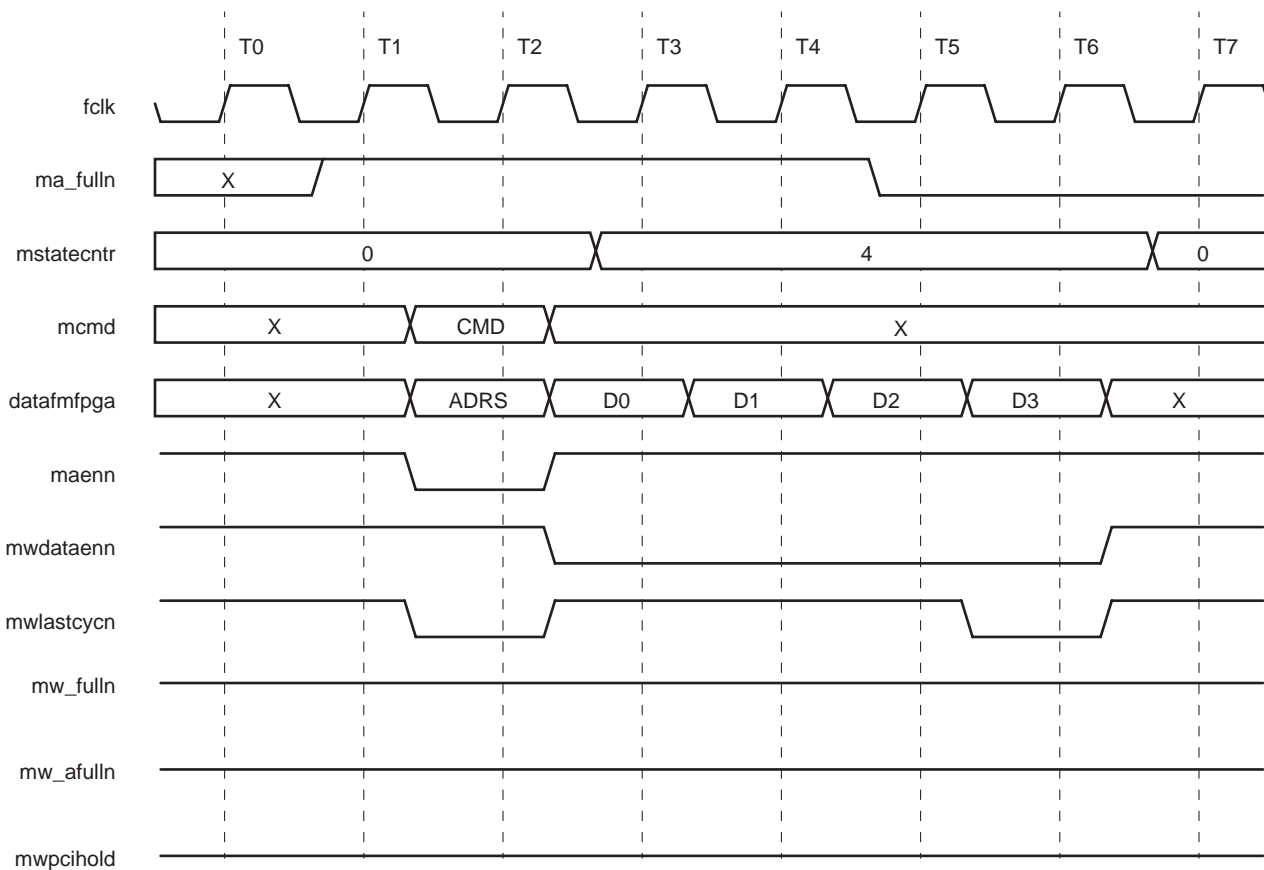 T0 T1 T2 T3 T4 T5 T6 T7
fclk
ma_fulln X
mstatecntr 0 4 0
mcmd X CMD X
datafmfpga X ADRS D0 D1 D2 D3 X
maenn
mwdataenn
mwlastcycn
mw_fulln
mw_afulln
mwpcihold